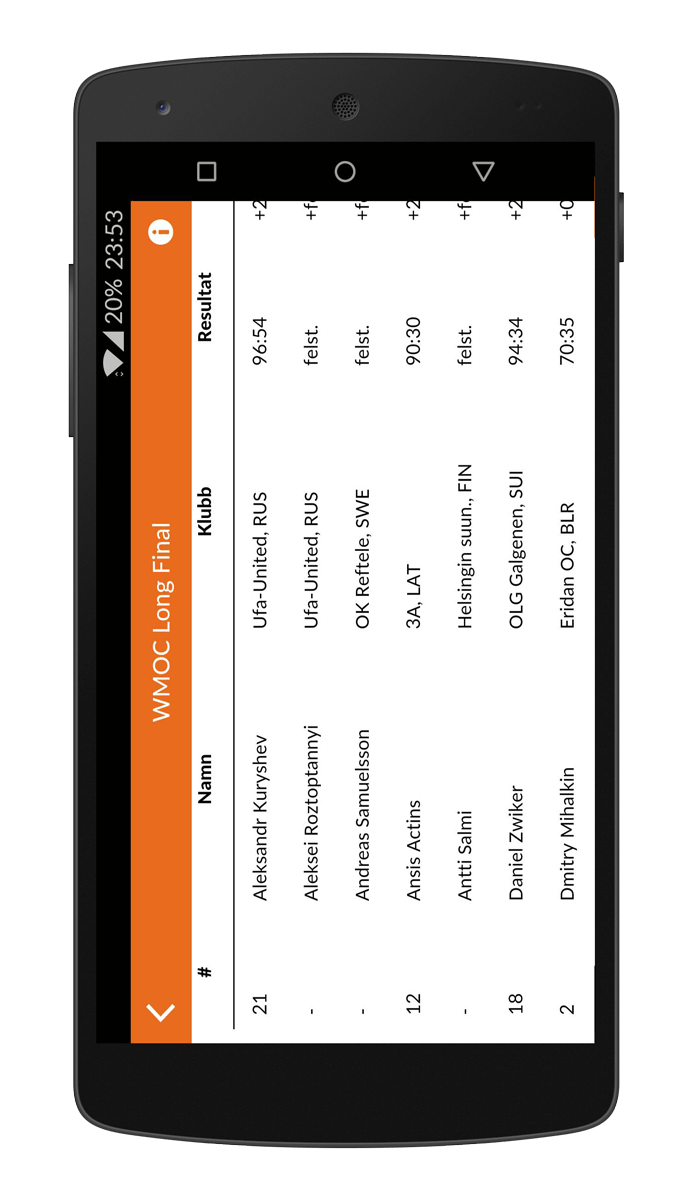 20% 23:53
WMOC Long Final
# Namn Klubb Resultat
21 Aleksandr Kuryshev Ufa-United, RUS 96:54 +2
- Aleksei Roztoptannyi Ufa-United, RUS felst. +f
- Andreas Samuelsson OK Reftele, SWE felst. +f
12 Ansis Actins 3A, LAT 90:30 +2
- Antti Salmi Helsingin suun., FIN felst. +f
18 Daniel Zwiker OLG Galgenen, SUI 94:34 +2
2 Dmitry Mihalkin Eridan OC, BLR 70:35 +0